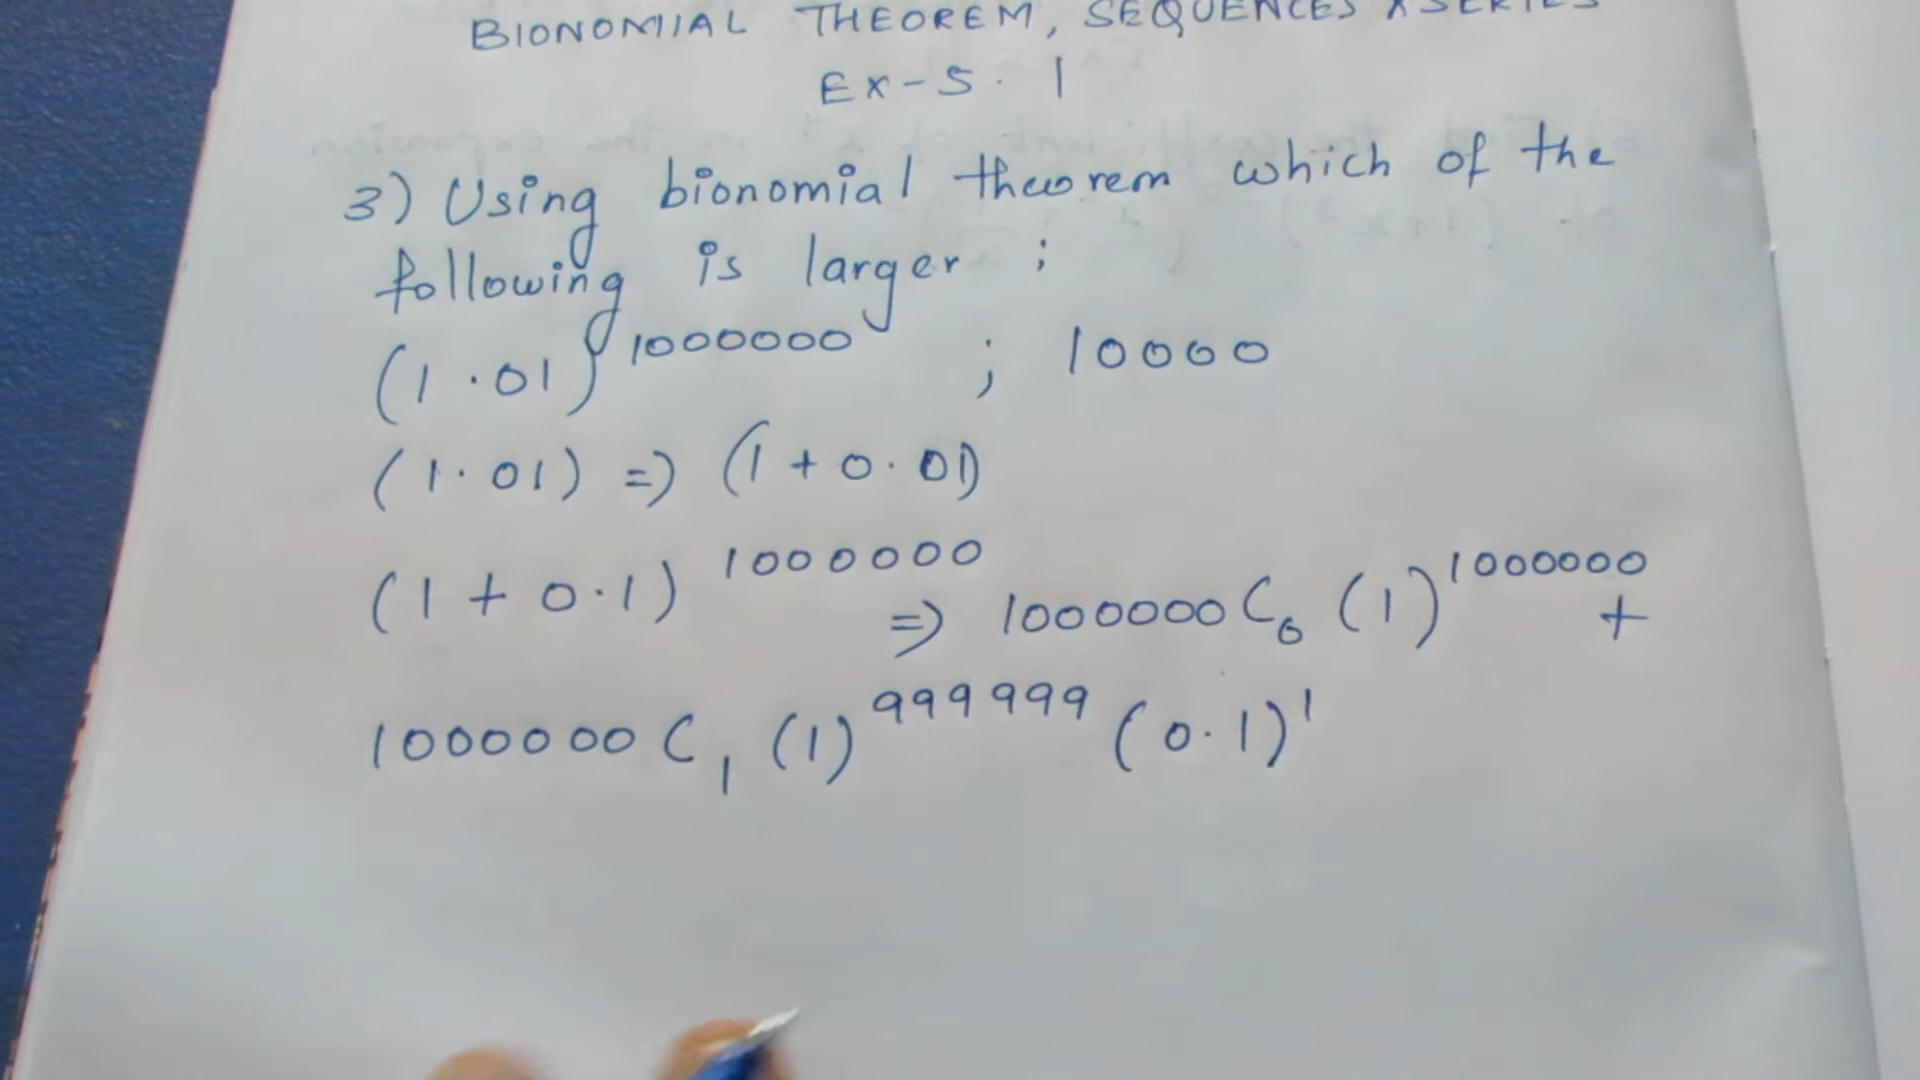 BIONOMIAL THEOREM, SEQUENCES & SERIES
Ex-5.1
3) Using bionomial theorem which of the
following is larger ;
(1.01)^1000000 ; 10000
(1.01) => (1+0.01)
(1+0.1)^1000000 => 1000000C₀ (1)^1000000 +
1000000C₁ (1)^999999 (0.1)^1